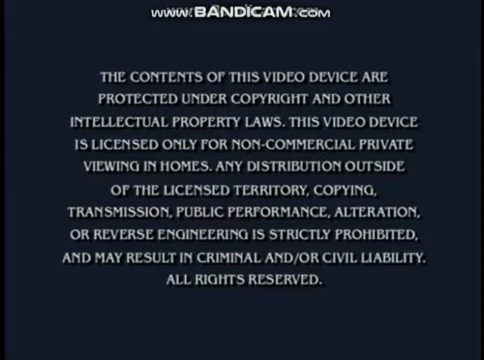 www.BANDICAM.com
THE CONTENTS OF THIS VIDEO DEVICE ARE
PROTECTED UNDER COPYRIGHT AND OTHER
INTELLECTUAL PROPERTY LAWS. THIS VIDEO DEVICE
IS LICENSED ONLY FOR NON-COMMERCIAL PRIVATE
VIEWING IN HOMES. ANY DISTRIBUTION OUTSIDE
OF THE LICENSED TERRITORY, COPYING,
TRANSMISSION, PUBLIC PERFORMANCE, ALTERATION,
OR REVERSE ENGINEERING IS STRICTLY PROHIBITED,
AND MAY RESULT IN CRIMINAL AND/OR CIVIL LIABILITY.
ALL RIGHTS RESERVED.